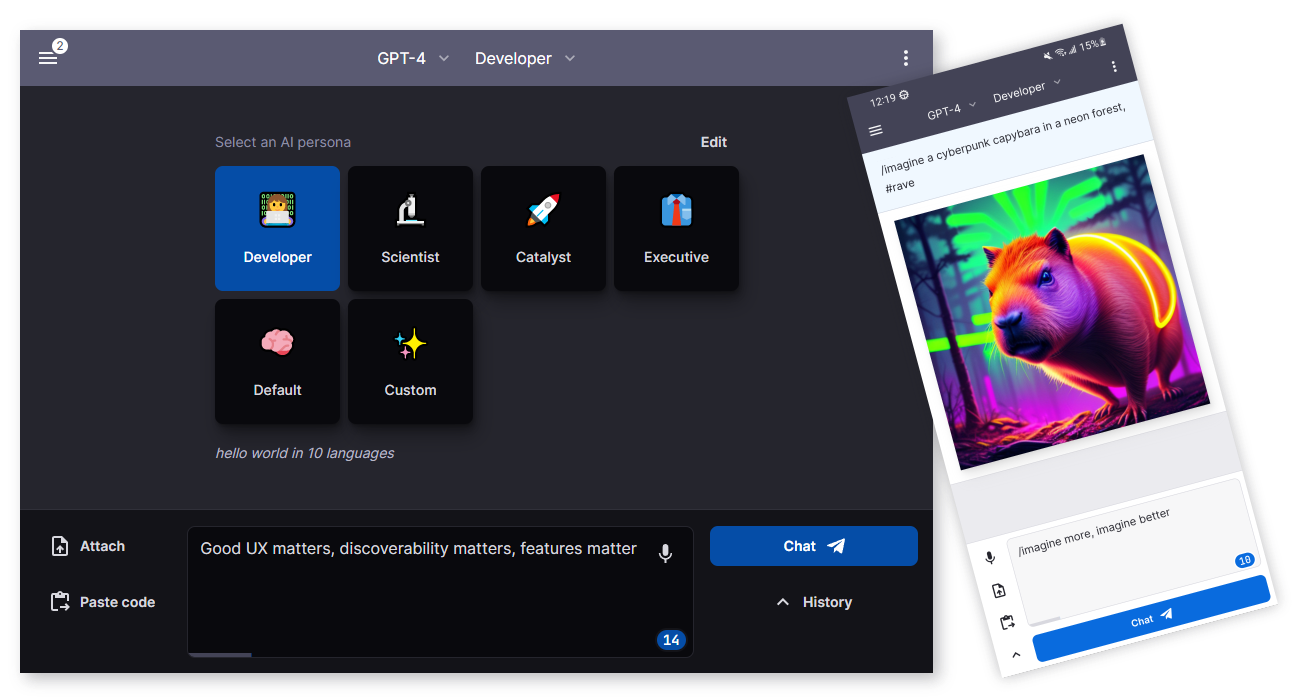 2
GPT-4
Developer
Select an AI persona
Edit
Developer
Scientist
Catalyst
Executive
Default
Custom
hello world in 10 languages
Attach
Paste code
Good UX matters, discoverability matters, features matter
14
Chat
History
12:19
15%
GPT-4
Developer
/imagine a cyberpunk capybara in a neon forest,
#rave
/imagine more, imagine better
10
Chat